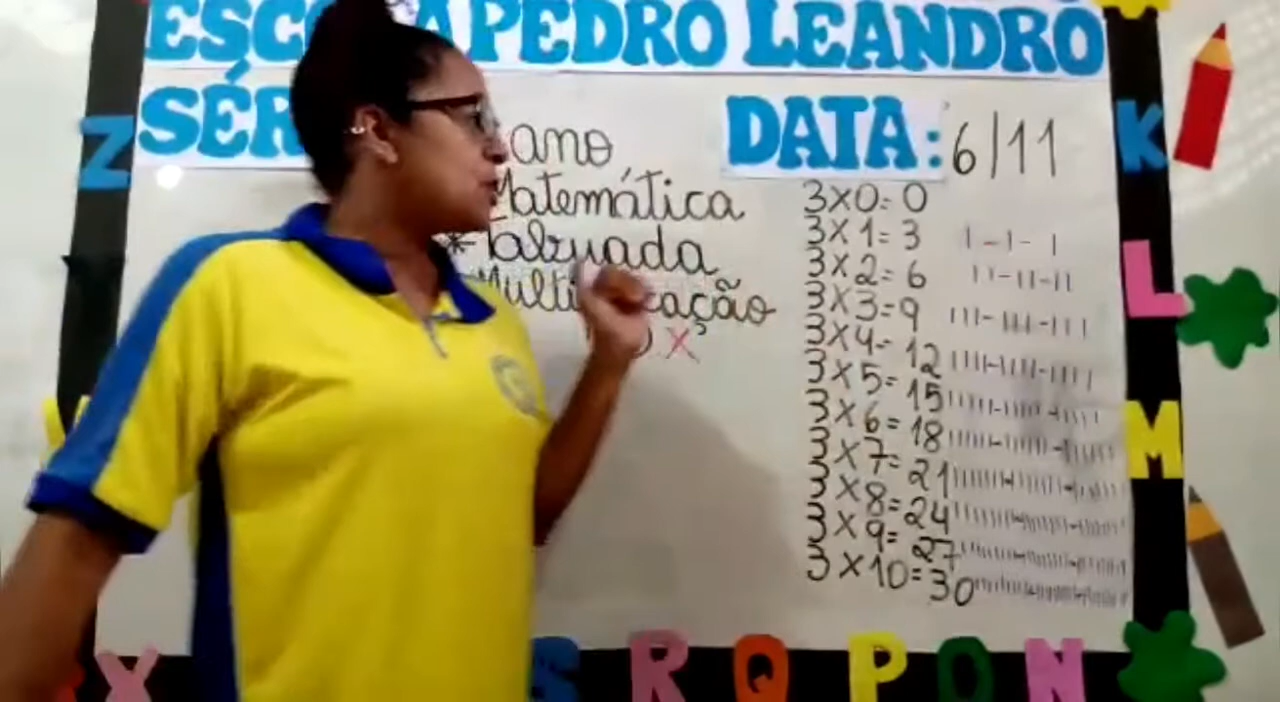 PEDRO LEANDRO
DATA: 6/11
ano
Matemática
* Tabuada
X
3x0=0
3x1=3 | - | - |
3x2=6 || - || - ||
3x3=9 ||| - ||| - |||
3x4=12 |||| - |||| - ||||
3x5=15
3x6=18
3x7=21
3x8=24
3x9=27
3x10=30
Z
K
L
M
X
S R Q P O N